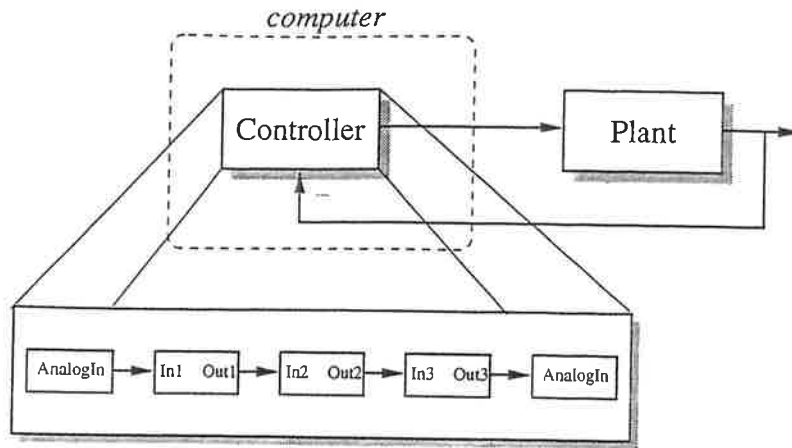 computer
Controller
Plant
–
AnalogIn In1 Out1 In2 Out2 In3 Out3 AnalogIn